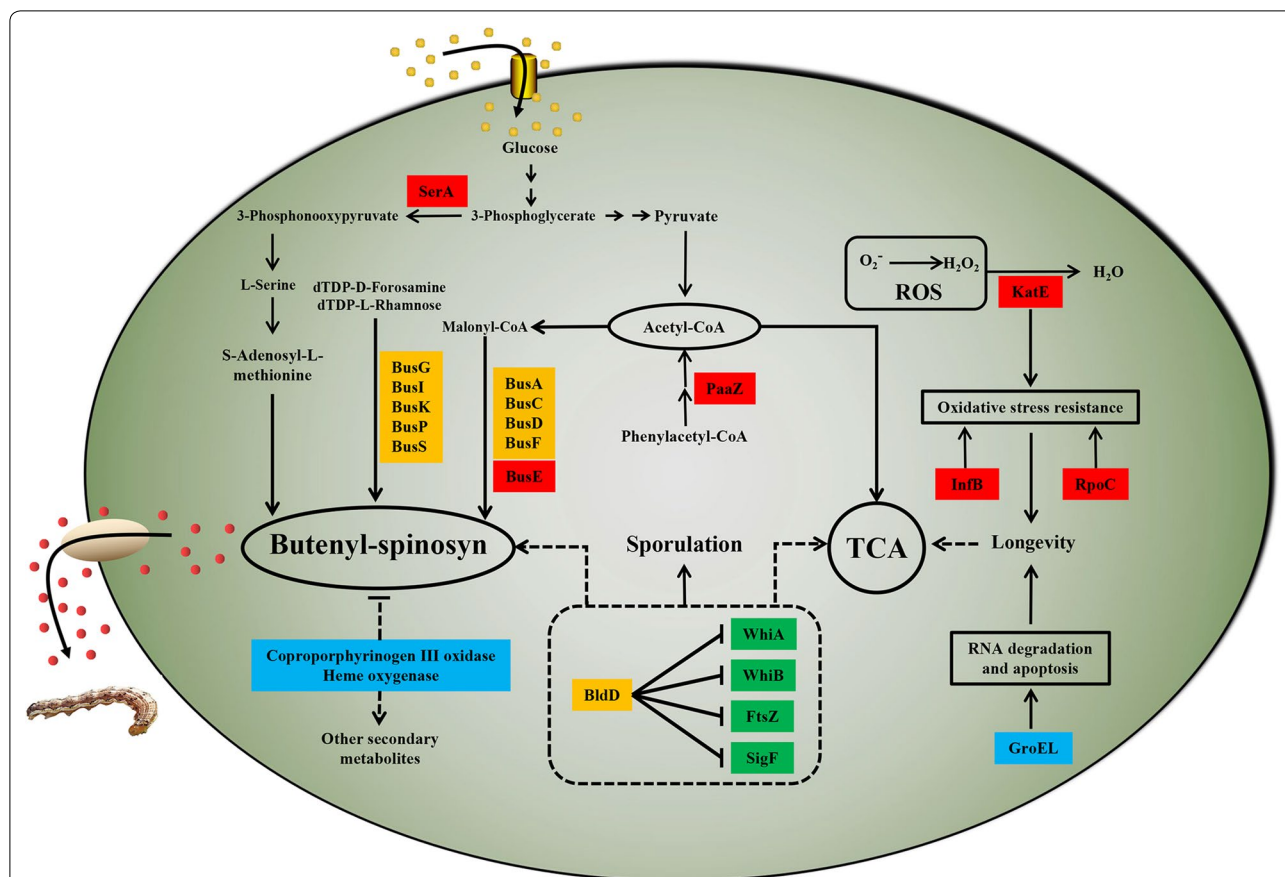 Glucose
SerA
3-Phosphonooxypyruvate
3-Phosphoglycerate
Pyruvate
O₂⁻
H₂O₂
H₂O
ROS
KatE
L-Serine
dTDP-D-Forosamine
dTDP-L-Rhamnose
Malonyl-CoA
Acetyl-CoA
S-Adenosyl-L-
methionine
BusG
BusI
BusK
BusP
BusS
BusA
BusC
BusD
BusF
BusE
PaaZ
Phenylacetyl-CoA
Oxidative stress resistance
InfB
RpoC
Butenyl-spinosyn
Sporulation
TCA
Longevity
Coproporphyrinogen III oxidase
Heme oxygenase
Other secondary
metabolites
BldD
WhiA
WhiB
FtsZ
SigF
RNA degradation
and apoptosis
GroEL